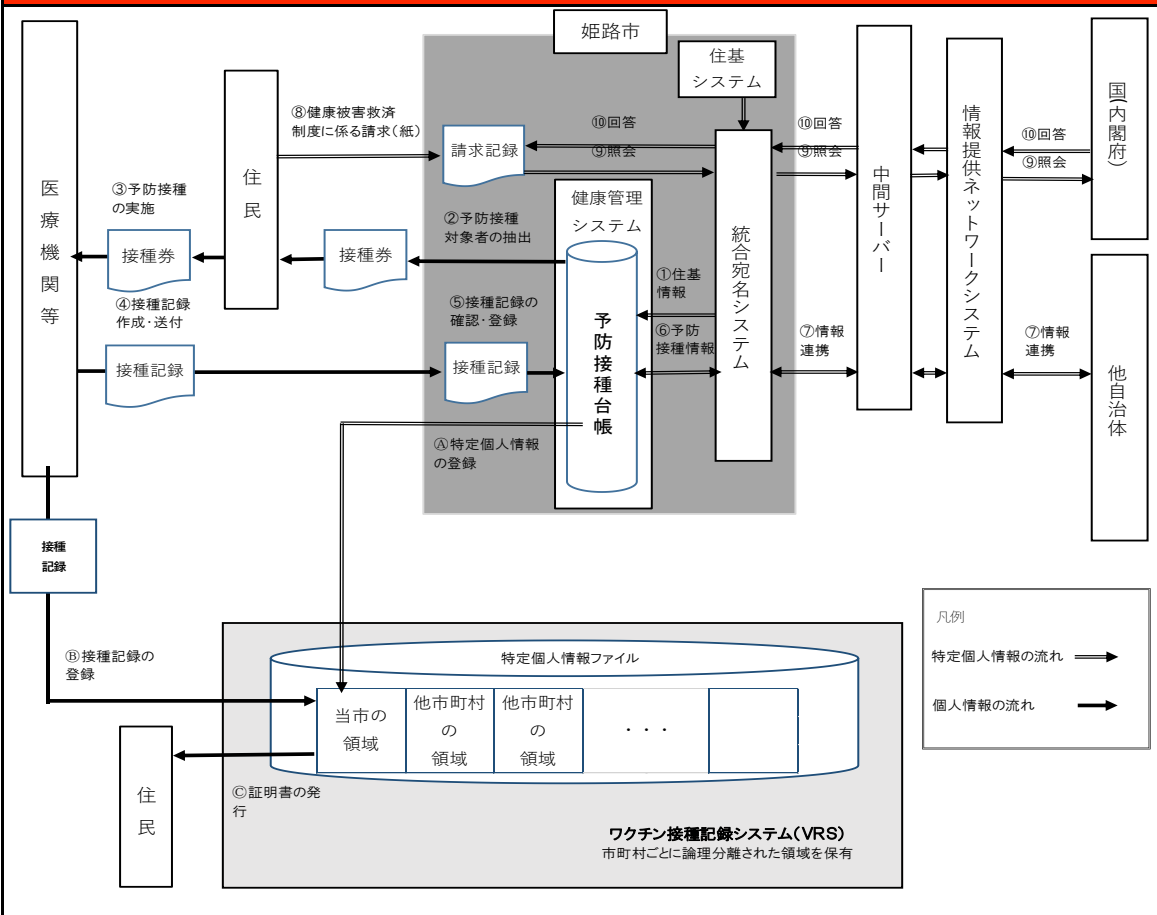 姫路市
住基
システム
国(内閣府)
⑧健康被害救済
制度に係る請求(紙)
住民
請求記録
⑩回答
⑨照会
⑩回答
⑨照会
⑩回答
⑨照会
中間サーバー
情報提供ネットワークシステム
医療機関等
③予防接種
の実施
接種券
接種券
②予防接種
対象者の抽出
健康管理
システム
統合宛名システム
①住基
情報
④接種記録
作成・送付
接種記録
⑤接種記録の
確認・登録
接種記録
予防接種台帳
⑥予防
接種情報
⑦情報
連携
⑦情報
連携
他自治体
Ⓐ特定個人情報
の登録
接種
記録
Ⓑ接種記録の
登録
特定個人情報ファイル
当市の
領域
他市町村
の
領域
他市町村
の
領域
・・・
住民
Ⓒ証明書の発
行
ワクチン接種記録システム(VRS)
市町村ごとに論理分離された領域を保有
凡例
特定個人情報の流れ
個人情報の流れ